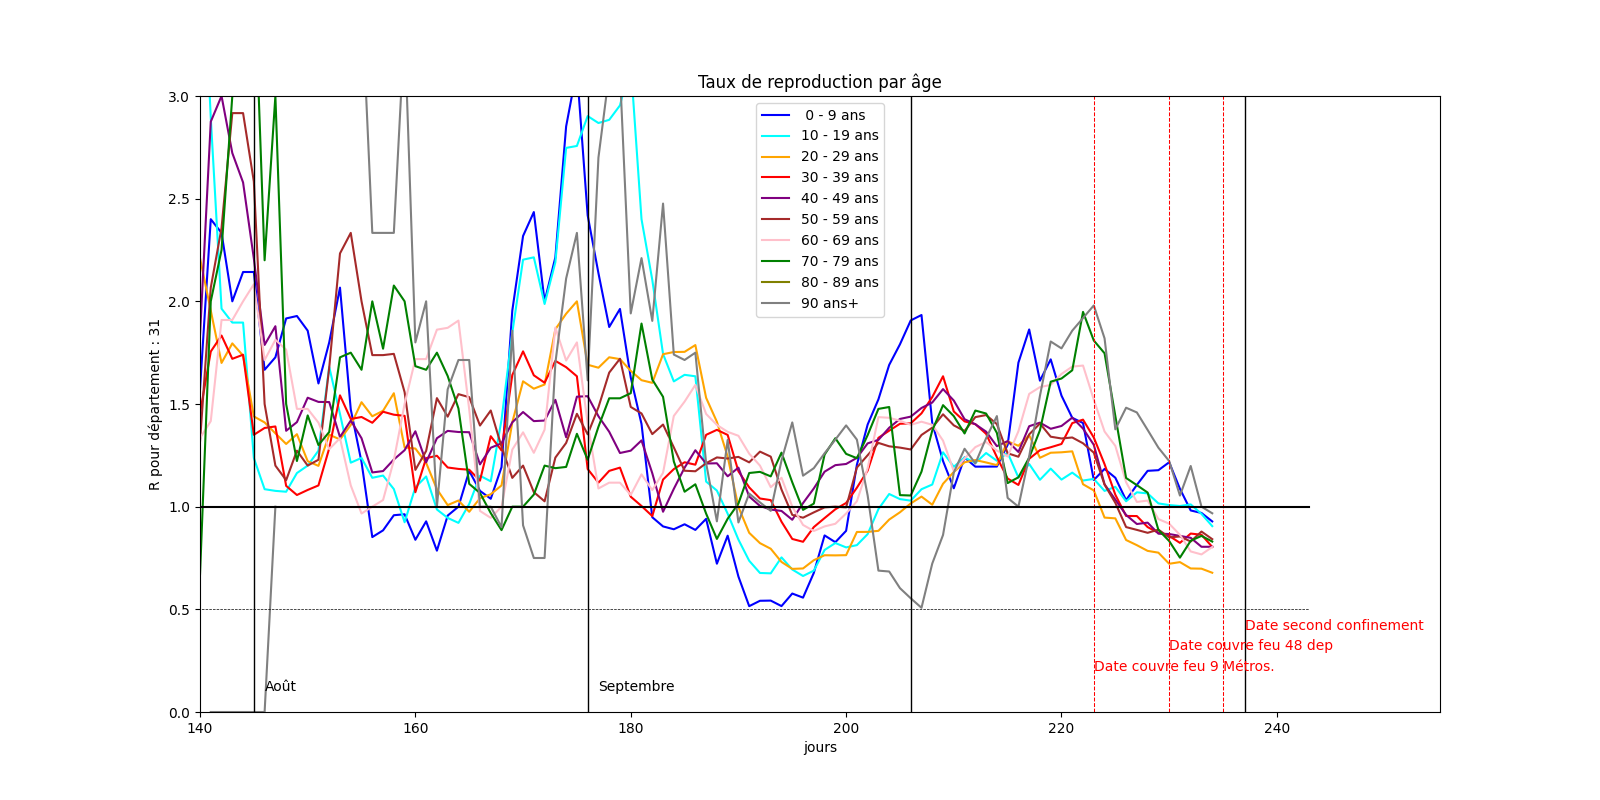 Taux de reproduction par âge
3.0
2.5
2.0
1.5
1.0
0.5
0.0
R pour département : 31
0 - 9 ans
10 - 19 ans
20 - 29 ans
30 - 39 ans
40 - 49 ans
50 - 59 ans
60 - 69 ans
70 - 79 ans
80 - 89 ans
90 ans+
Date second confinement
Date couvre feu 48 dep
Date couvre feu 9 Métros.
Août
Septembre
140
160
180
200
220
240
jours